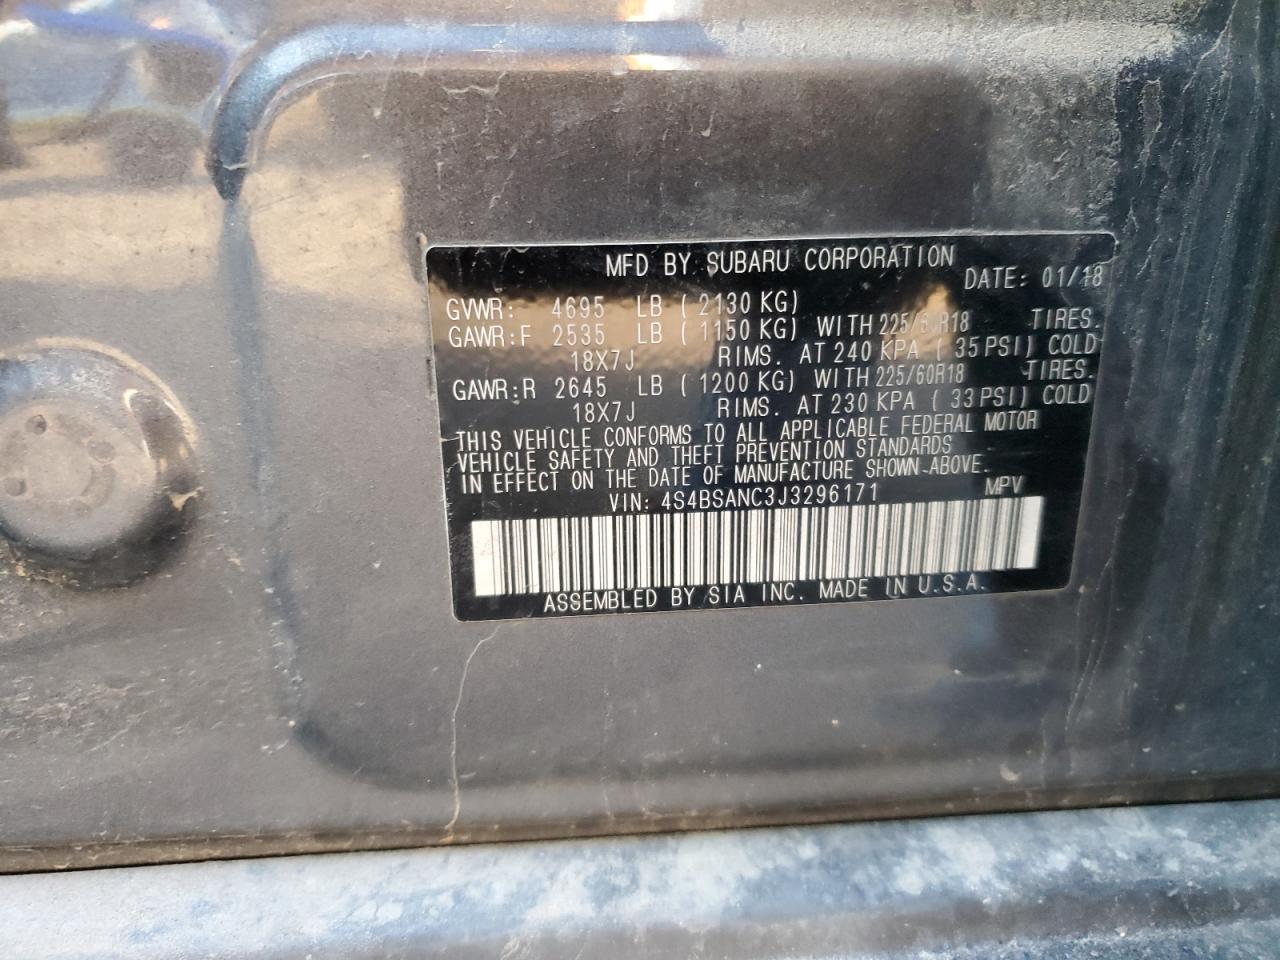 MFD BY SUBARU CORPORATION
DATE: 01/18
GVWR: 4695 LB ( 2130 KG)
GAWR:F 2535 LB ( 1150 KG) WITH 225/60R18 TIRES.
18X7J RIMS. AT 240 KPA ( 35 PSI) COLD
GAWR:R 2645 LB ( 1200 KG) WITH 225/60R18 TIRES.
18X7J RIMS. AT 230 KPA ( 33 PSI) COLD
THIS VEHICLE CONFORMS TO ALL APPLICABLE FEDERAL MOTOR
VEHICLE SAFETY AND THEFT PREVENTION STANDARDS
IN EFFECT ON THE DATE OF MANUFACTURE SHOWN ABOVE.
VIN: 4S4BSANC3J3296171 MPV
ASSEMBLED BY SIA INC. MADE IN U.S.A.